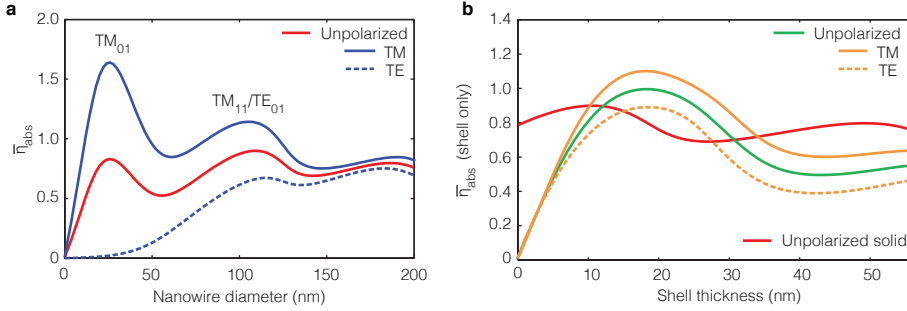 a
2.0
1.5
1.0
0.5
0
η̅abs
TM01
TM11/TE01
Unpolarized
TM
TE
0
50
100
150
200
Nanowire diameter (nm)
b
1.4
1.2
1.0
0.8
0.6
0.4
0.2
0
η̅abs (shell only)
Unpolarized
TM
TE
Unpolarized solid
0
10
20
30
40
50
Shell thickness (nm)